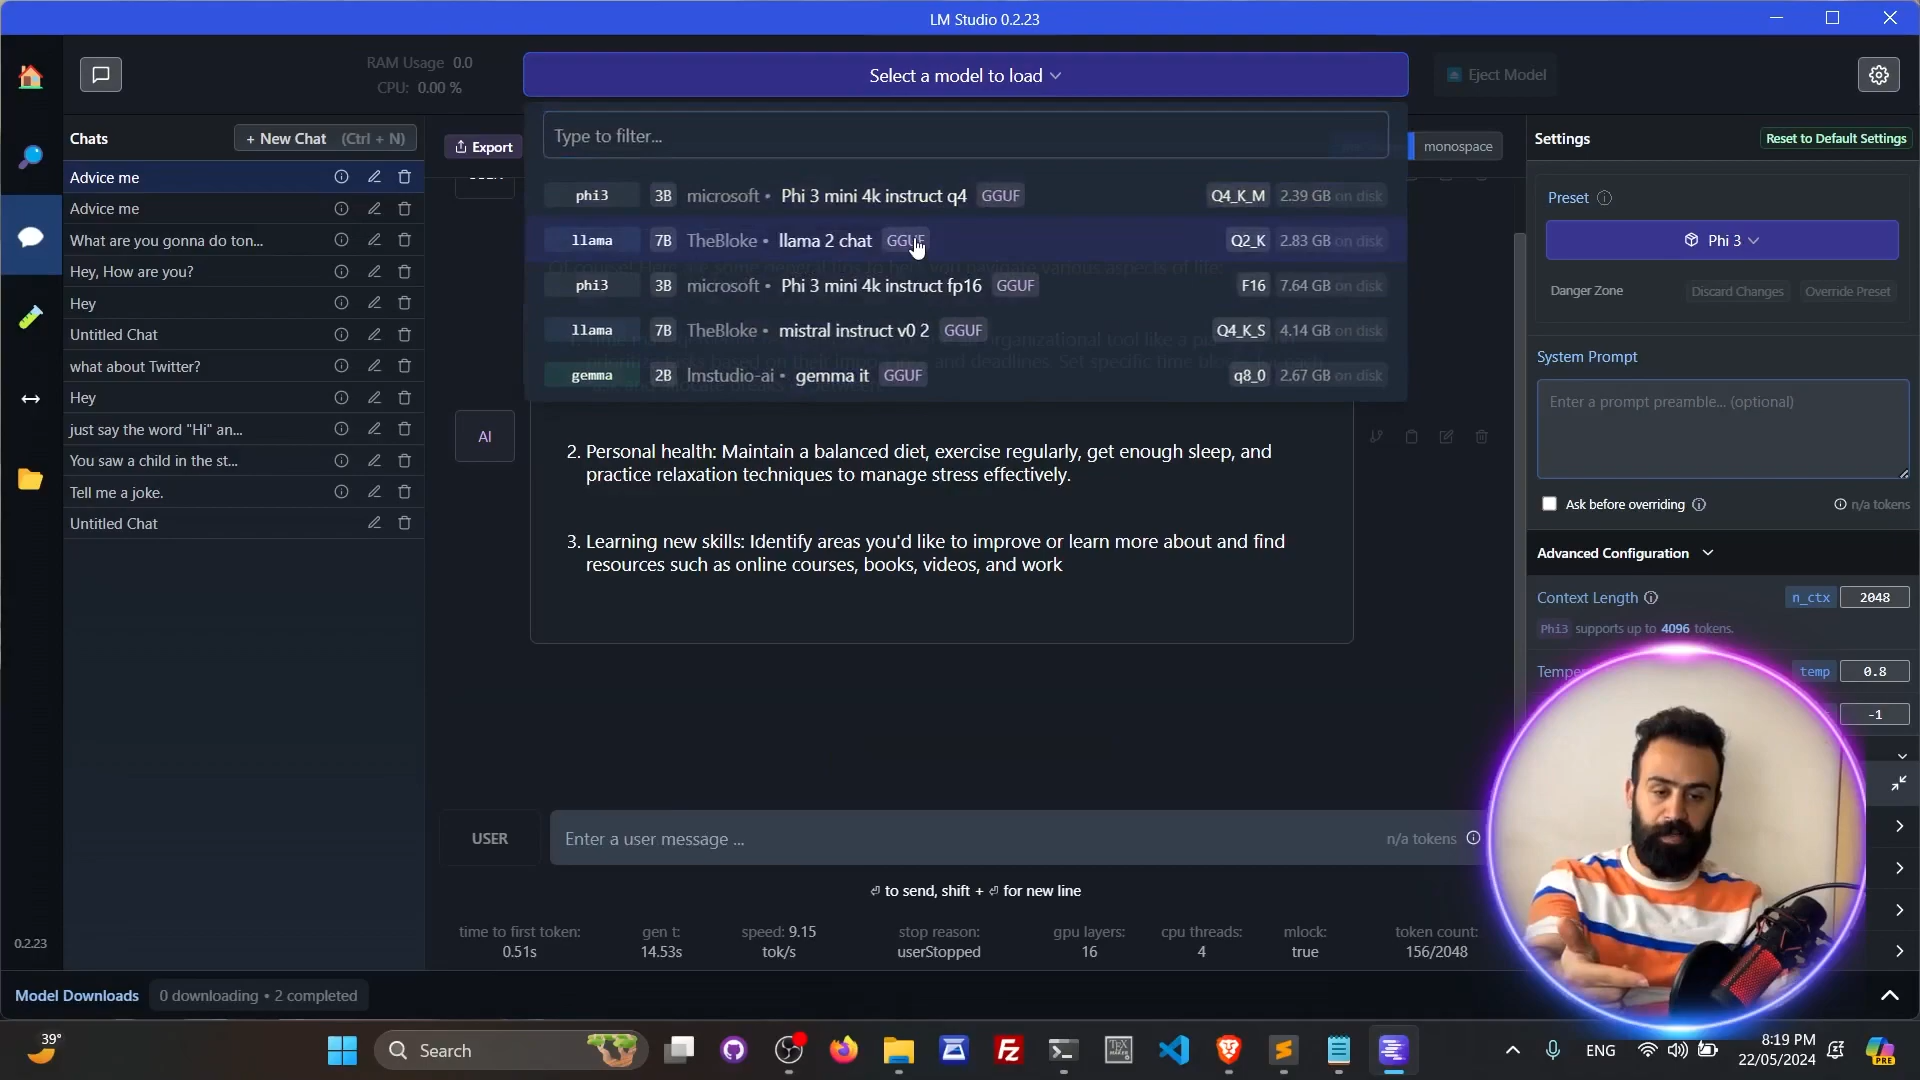 LM Studio 0.2.23
RAM Usage 0.0
CPU: 0.00 %
Select a model to load
Eject Model
Chats
+ New Chat (Ctrl + N)
Advice me
Advice me
What are you gonna do ton...
Hey, How are you?
Hey
Untitled Chat
what about Twitter?
Hey
just say the word "Hi" an...
You saw a child in the st...
Tell me a joke.
Untitled Chat
0.2.23
Export
monospace
Type to filter...
phi3 3B microsoft • Phi 3 mini 4k instruct q4 GGUF Q4_K_M 2.39 GB on disk
llama 7B TheBloke • llama 2 chat GGUF Q2_K 2.83 GB on disk
phi3 3B microsoft • Phi 3 mini 4k instruct fp16 GGUF F16 7.64 GB on disk
llama 7B TheBloke • mistral instruct v0 2 GGUF Q4_K_S 4.14 GB on disk
gemma 2B lmstudio-ai • gemma it GGUF q8_0 2.67 GB on disk
AI
2. Personal health: Maintain a balanced diet, exercise regularly, get enough sleep, and
practice relaxation techniques to manage stress effectively.
3. Learning new skills: Identify areas you'd like to improve or learn more about and find
resources such as online courses, books, videos, and work
USER
Enter a user message ...
n/a tokens
to send, shift + for new line
time to first token: gen t: speed: 9.15 stop reason: gpu layers: cpu threads: mlock: token count:
0.51s 14.53s tok/s userStopped 16 4 true 156/2048
Settings
Reset to Default Settings
Preset
Phi 3
Danger Zone
Discard Changes
Override Preset
System Prompt
Enter a prompt preamble... (optional)
Ask before overriding
n/a tokens
Advanced Configuration
Context Length
n_ctx 2048
Phi3 supports up to 4096 tokens.
temp 0.8
-1
Model Downloads 0 downloading • 2 completed
39°
Search
ENG
8:19 PM
22/05/2024
PRE